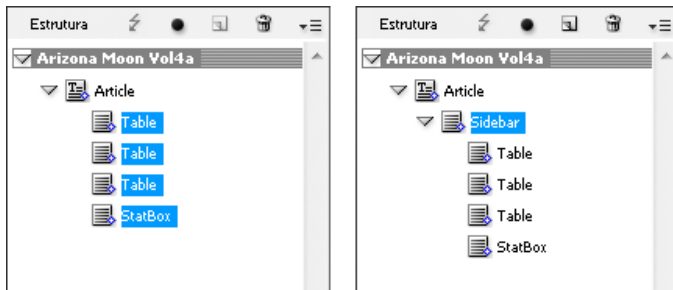 Estrutura
Arizona Moon Vol4a
Article
Table
Table
Table
StatBox
Estrutura
Arizona Moon Vol4a
Article
Sidebar
Table
Table
Table
StatBox